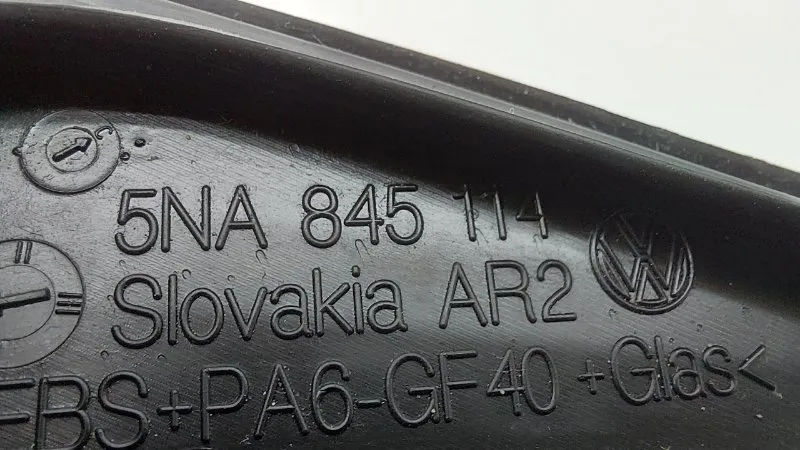 C
5NA 845 114
Slovakia AR2
EBS+PA6-GF40+Glas<